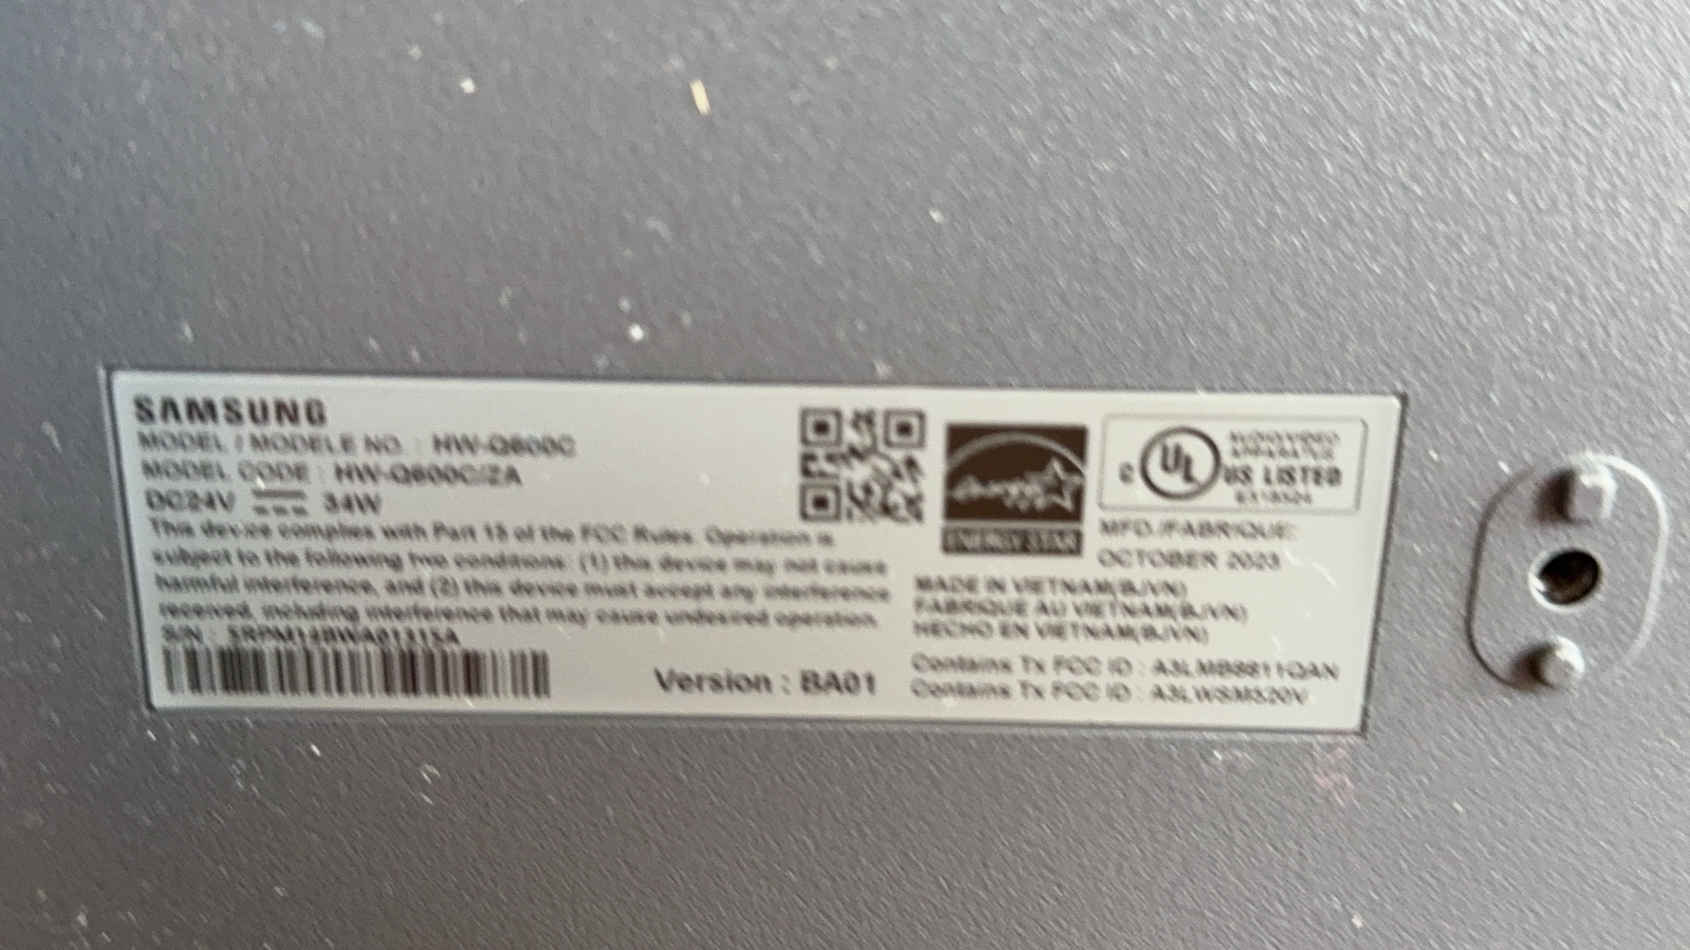 SAMSUNG
MODEL / MODELE NO. : HW-Q600C
MODEL CODE : HW-Q600C/ZA
DC24V 34W
This device complies with Part 15 of the FCC Rules. Operation is
subject to the following two conditions: (1) this device may not cause
harmful interference, and (2) this device must accept any interference
received, including interference that may cause undesired operation.
S/N :
Version : BA01
ENERGY STAR
c UL US LISTED
AUDIO/VIDEO
APPARATUS
MFD./FABRIQUE:
OCTOBER 2023
MADE IN VIETNAM(BJVN)
FABRIQUE AU VIETNAM(BJVN)
HECHO EN VIETNAM(BJVN)
Contains Tx FCC ID :
Contains Tx FCC ID : A3LWSM520V